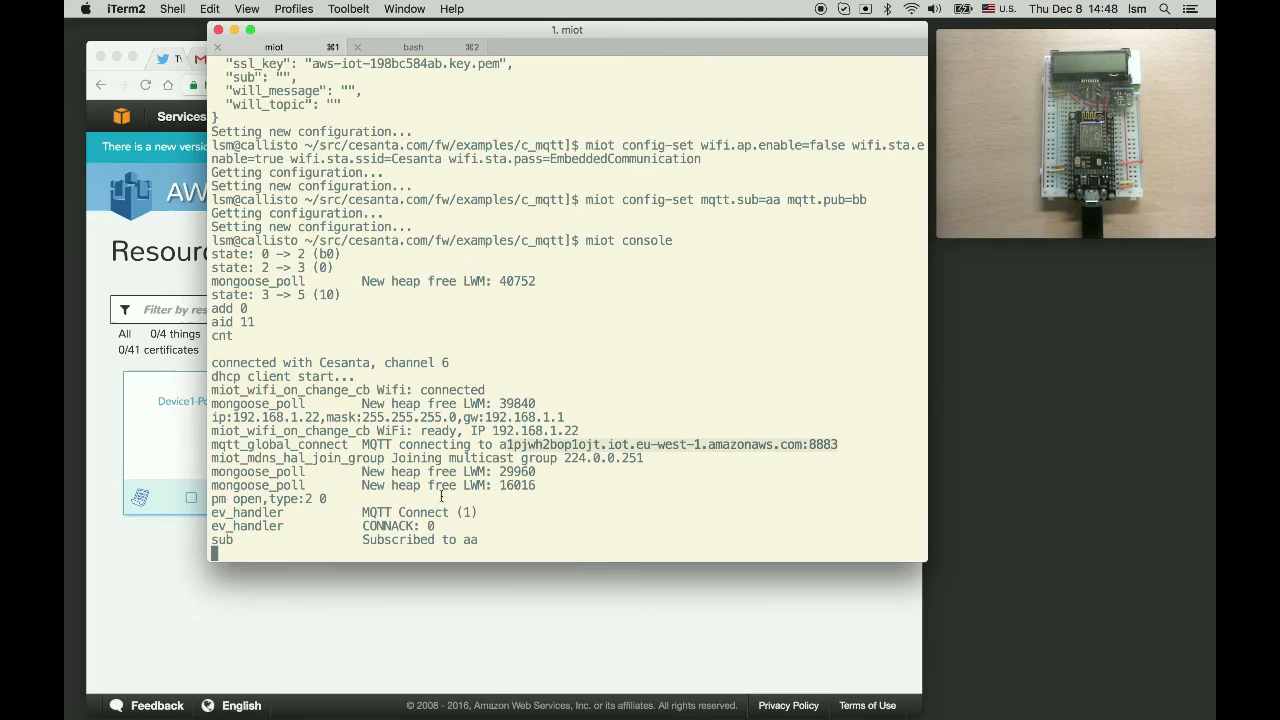 iTerm2 Shell Edit View Profiles Toolbelt Window Help U.S. Thu Dec 8 14:48 lsm
1. miot
miot ⌘1 bash ⌘2
"ssl_key": "aws-iot-198bc584ab.key.pem",
"sub": "",
"will_message": "",
"will_topic": ""
}
Setting new configuration...
lsm@callisto ~/src/cesanta.com/fw/examples/c_mqtt]$ miot config-set wifi.ap.enable=false wifi.sta.e
nable=true wifi.sta.ssid=Cesanta wifi.sta.pass=EmbeddedCommunication
Getting configuration...
Setting new configuration...
lsm@callisto ~/src/cesanta.com/fw/examples/c_mqtt]$ miot config-set mqtt.sub=aa mqtt.pub=bb
Getting configuration...
Setting new configuration...
lsm@callisto ~/src/cesanta.com/fw/examples/c_mqtt]$ miot console
state: 0 -> 2 (b0)
state: 2 -> 3 (0)
mongoose_poll New heap free LWM: 40752
state: 3 -> 5 (10)
add 0
aid 11
cnt
connected with Cesanta, channel 6
dhcp client start...
miot_wifi_on_change_cb Wifi: connected
mongoose_poll New heap free LWM: 39840
ip:192.168.1.22,mask:255.255.255.0,gw:192.168.1.1
miot_wifi_on_change_cb WiFi: ready, IP 192.168.1.22
mqtt_global_connect MQTT connecting to a1pjwh2bop1ojt.iot.eu-west-1.amazonaws.com:8883
miot_mdns_hal_join_group Joining multicast group 224.0.0.251
mongoose_poll New heap free LWM: 29960
mongoose_poll New heap free LWM: 16016
pm open,type:2 0
ev_handler MQTT Connect (1)
ev_handler CONNACK: 0
sub Subscribed to aa
Services
There is a new versi
AW
Resour
Filter by res
All 0/4 things
0/41 certificates
Device1-Po
Feedback English © 2008 - 2016, Amazon Web Services, Inc. or its affiliates. All rights reserved. Privacy Policy Terms of Use